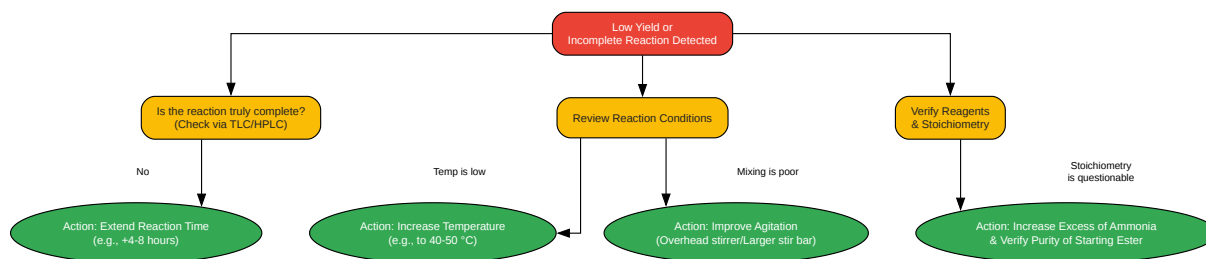 Low Yield or
Incomplete Reaction Detected
Is the reaction truly complete?
(Check via TLC/HPLC)
Review Reaction Conditions
Verify Reagents
& Stoichiometry
No
Temp is low
Mixing is poor
Stoichiometry
is questionable
Action: Extend Reaction Time
(e.g., +4-8 hours)
Action: Increase Temperature
(e.g., to 40-50 °C)
Action: Improve Agitation
(Overhead stirrer/Larger stir bar)
Action: Increase Excess of Ammonia
& Verify Purity of Starting Ester